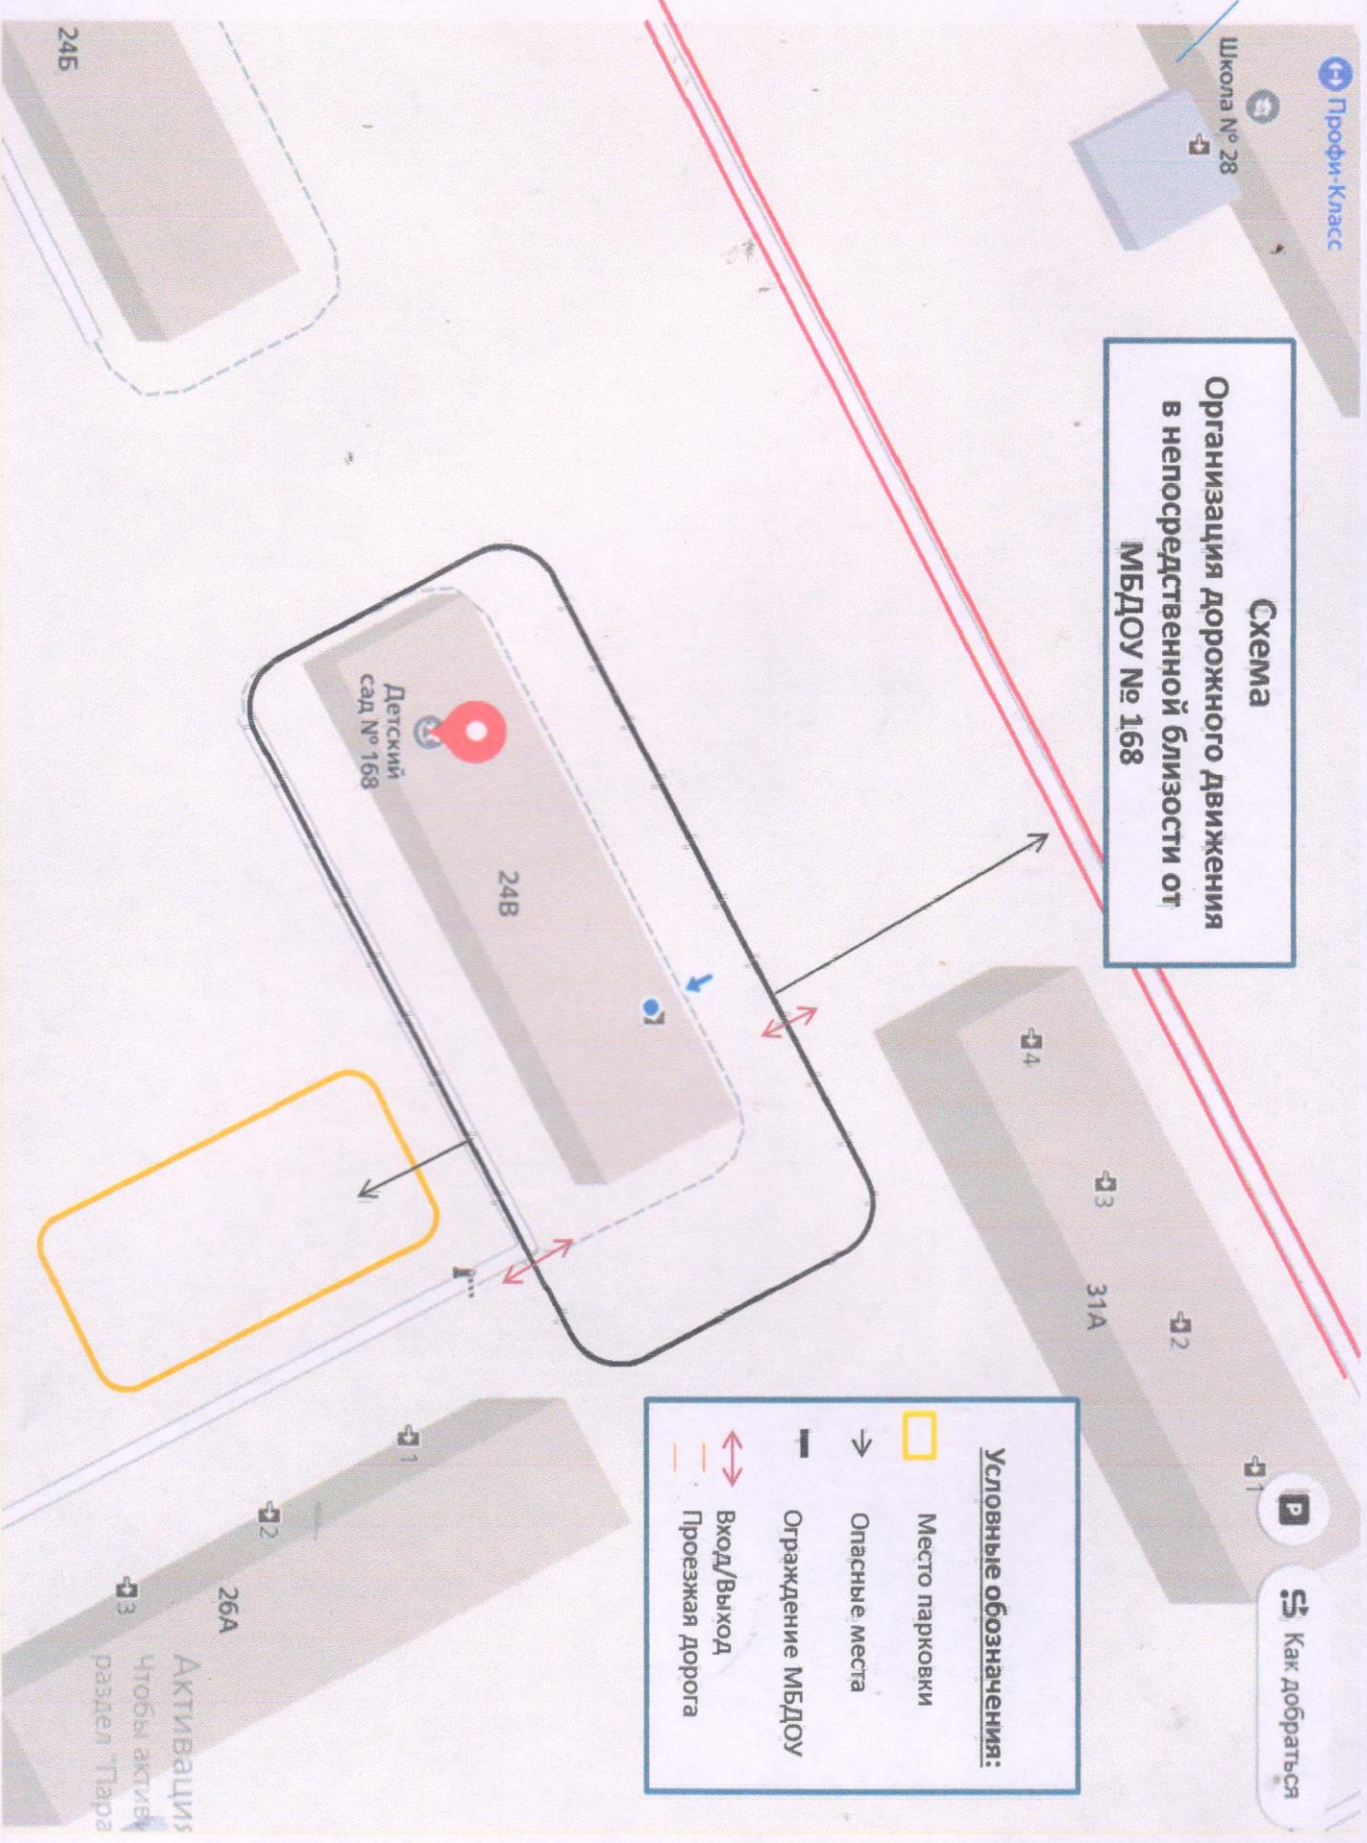 Профи-Класс
Школа № 28
Схема
Организация дорожного движения
в непосредственной близости от
МБДОУ № 168
P
Как добраться
4
3
2
1
31А
24Б
Детский
сад № 168
24В
Условные обозначения:
Место парковки
Опасные места
Ограждение МБДОУ
Вход/Выход
Проезжая дорога
1
2
3
26А
Активация
Чтобы актив
раздел "Пара